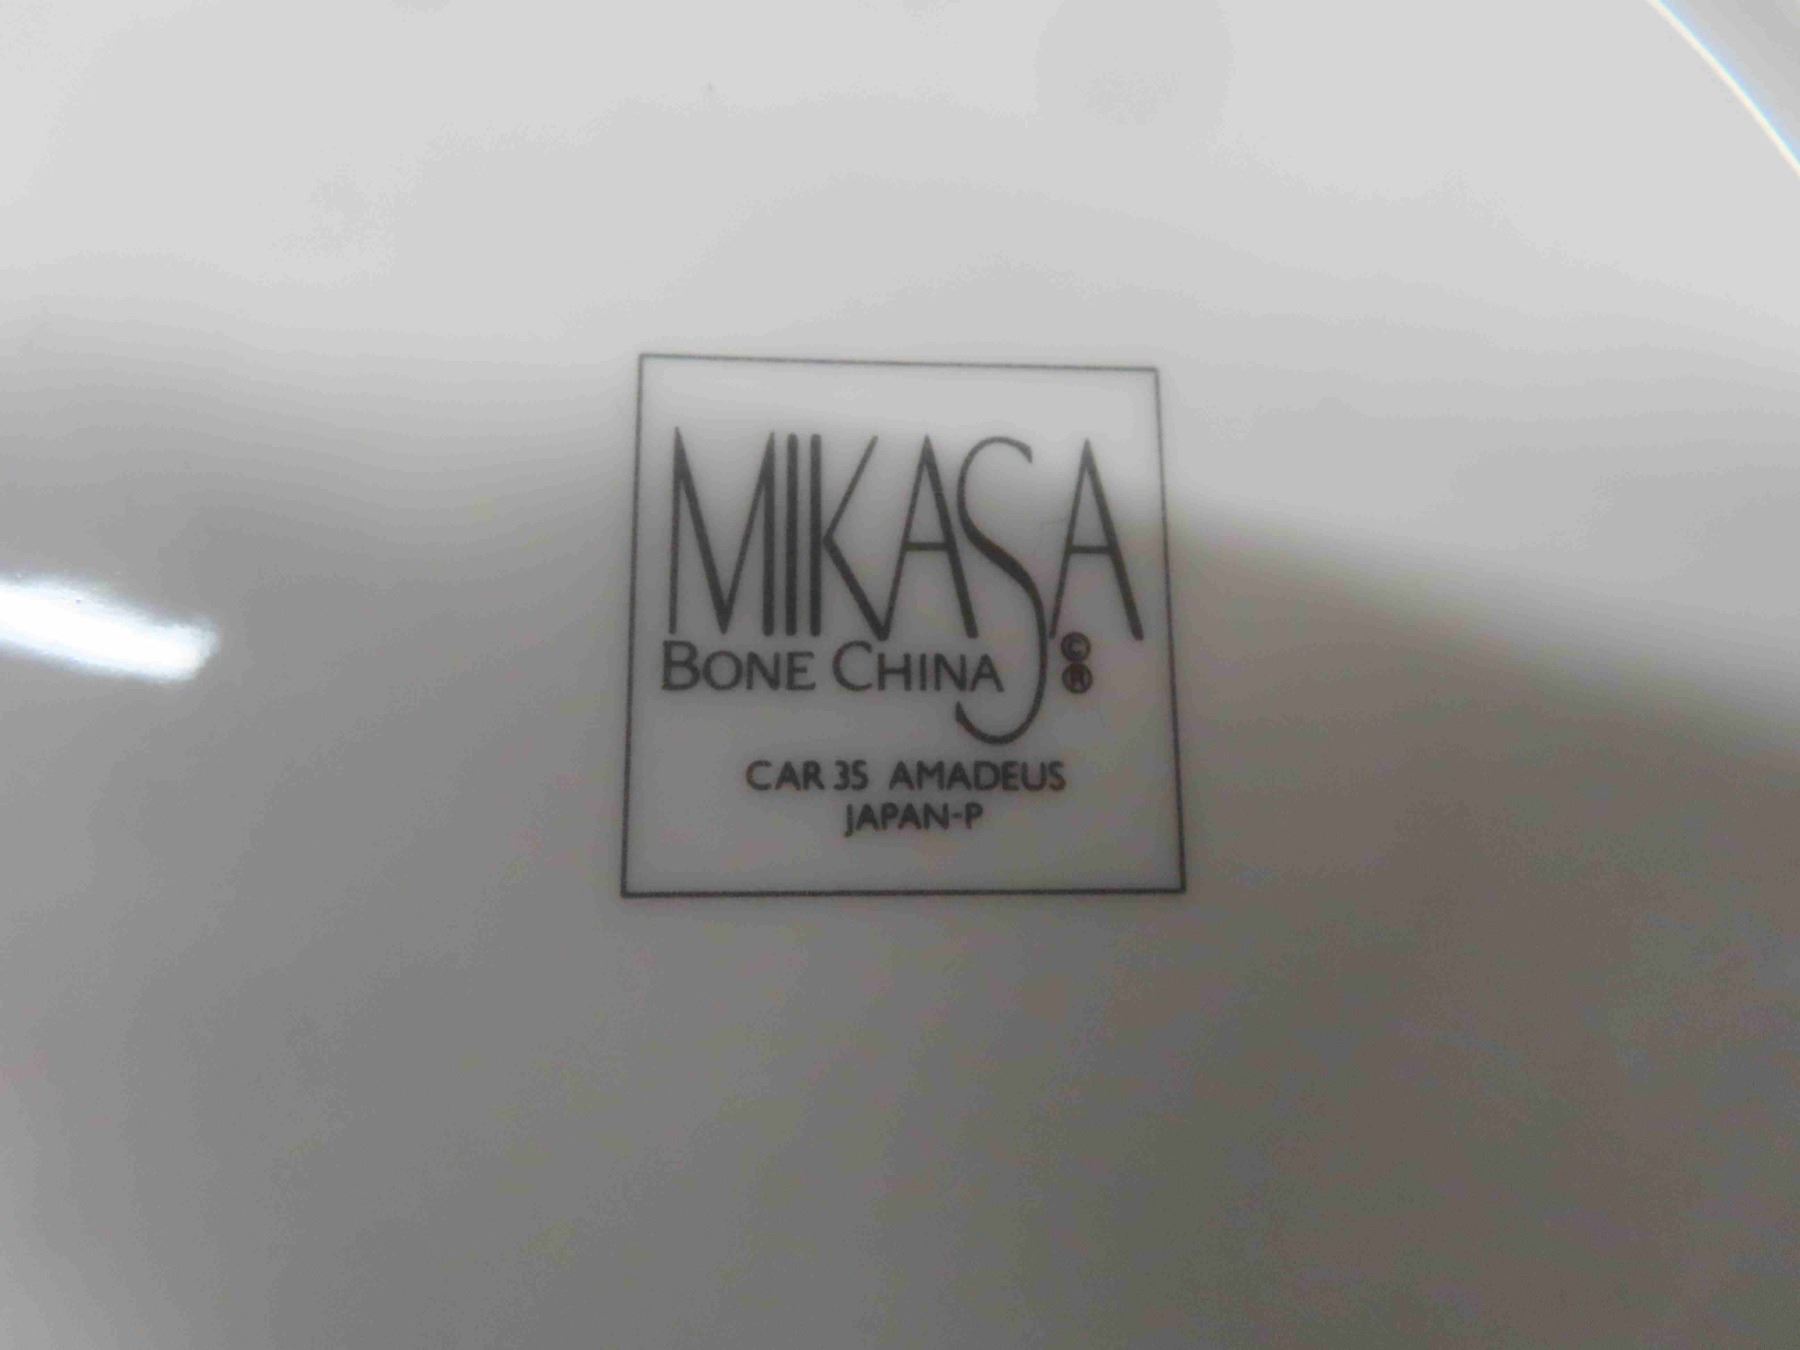 MIKASA
BONE CHINA ©
®
CAR 35 AMADEUS
JAPAN-P